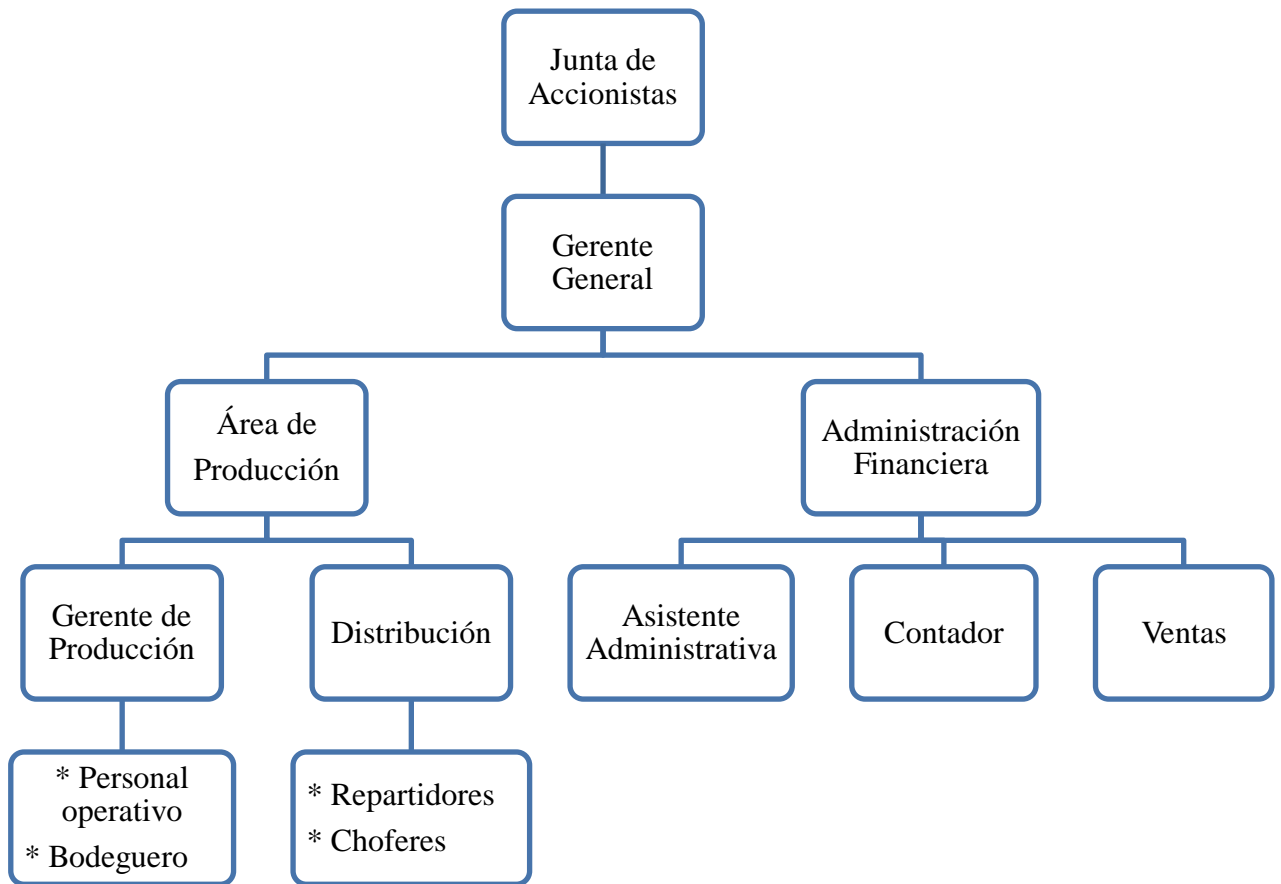 Junta de
Accionistas
Gerente
General
Área de
Producción
Administración
Financiera
Gerente de
Producción
Distribución
Asistente
Administrativa
Contador
Ventas
* Personal
operativo
* Bodeguero
* Repartidores
* Choferes